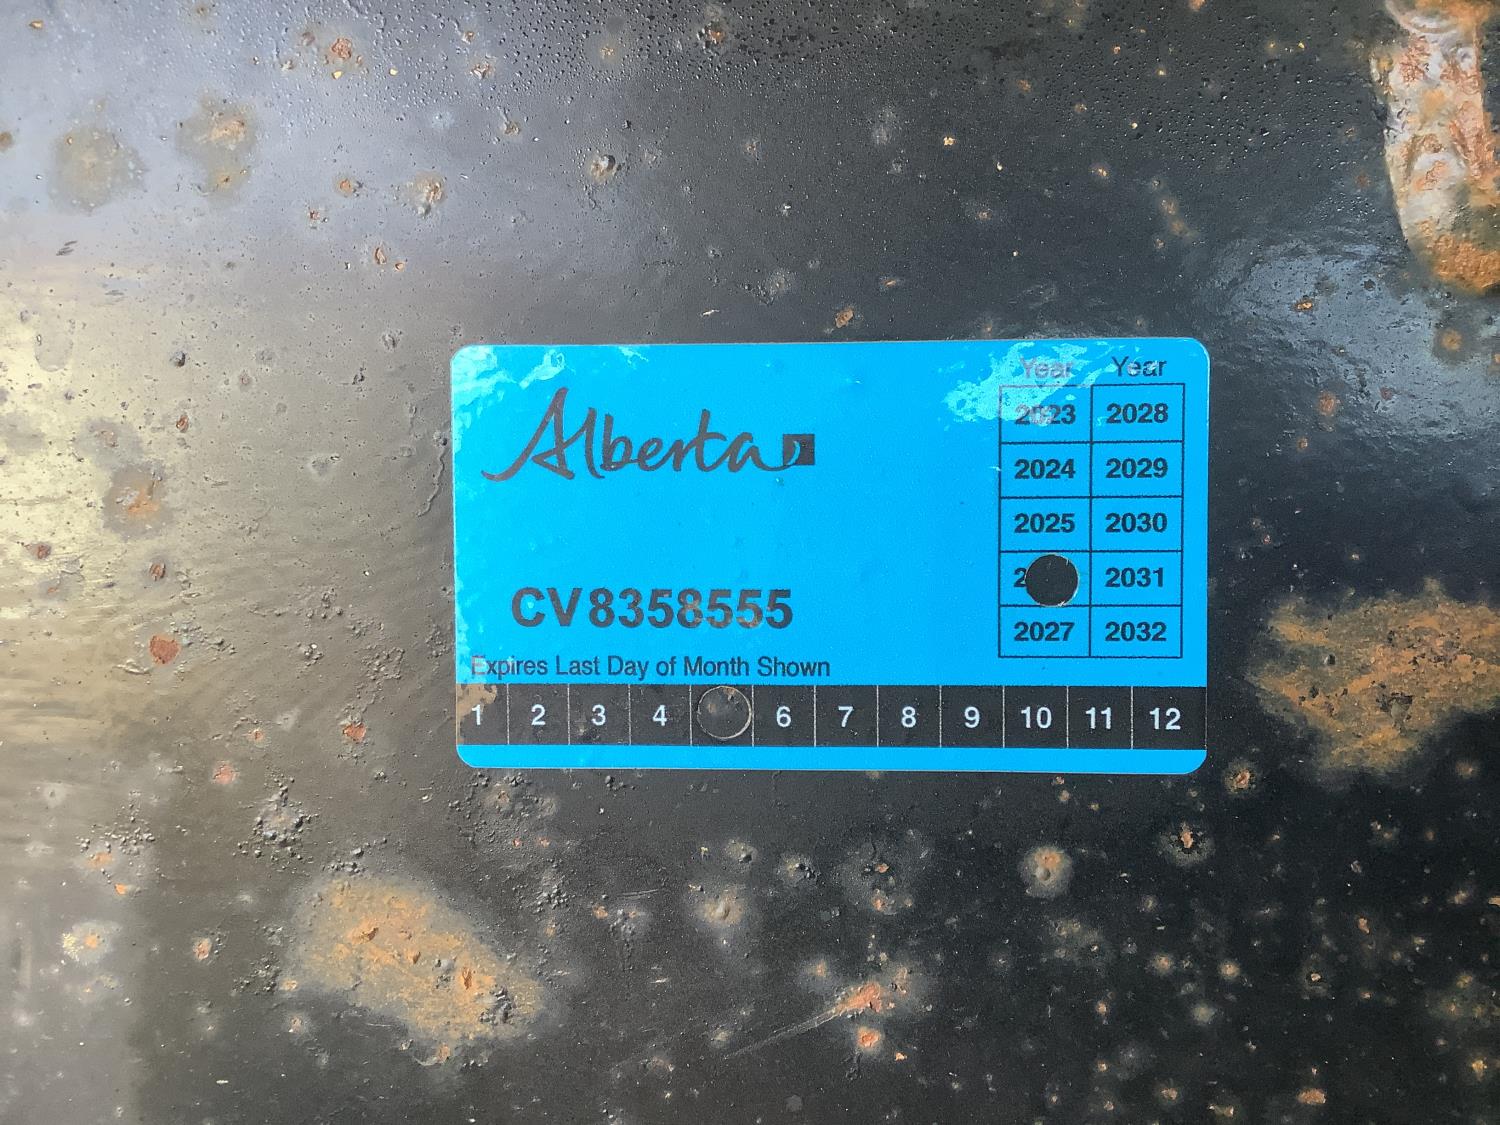 Alberta
Year Year
2023 2028
2024 2029
2025 2030
2 2031
2027 2032
CV8358555
Expires Last Day of Month Shown
1 2 3 4 6 7 8 9 10 11 12